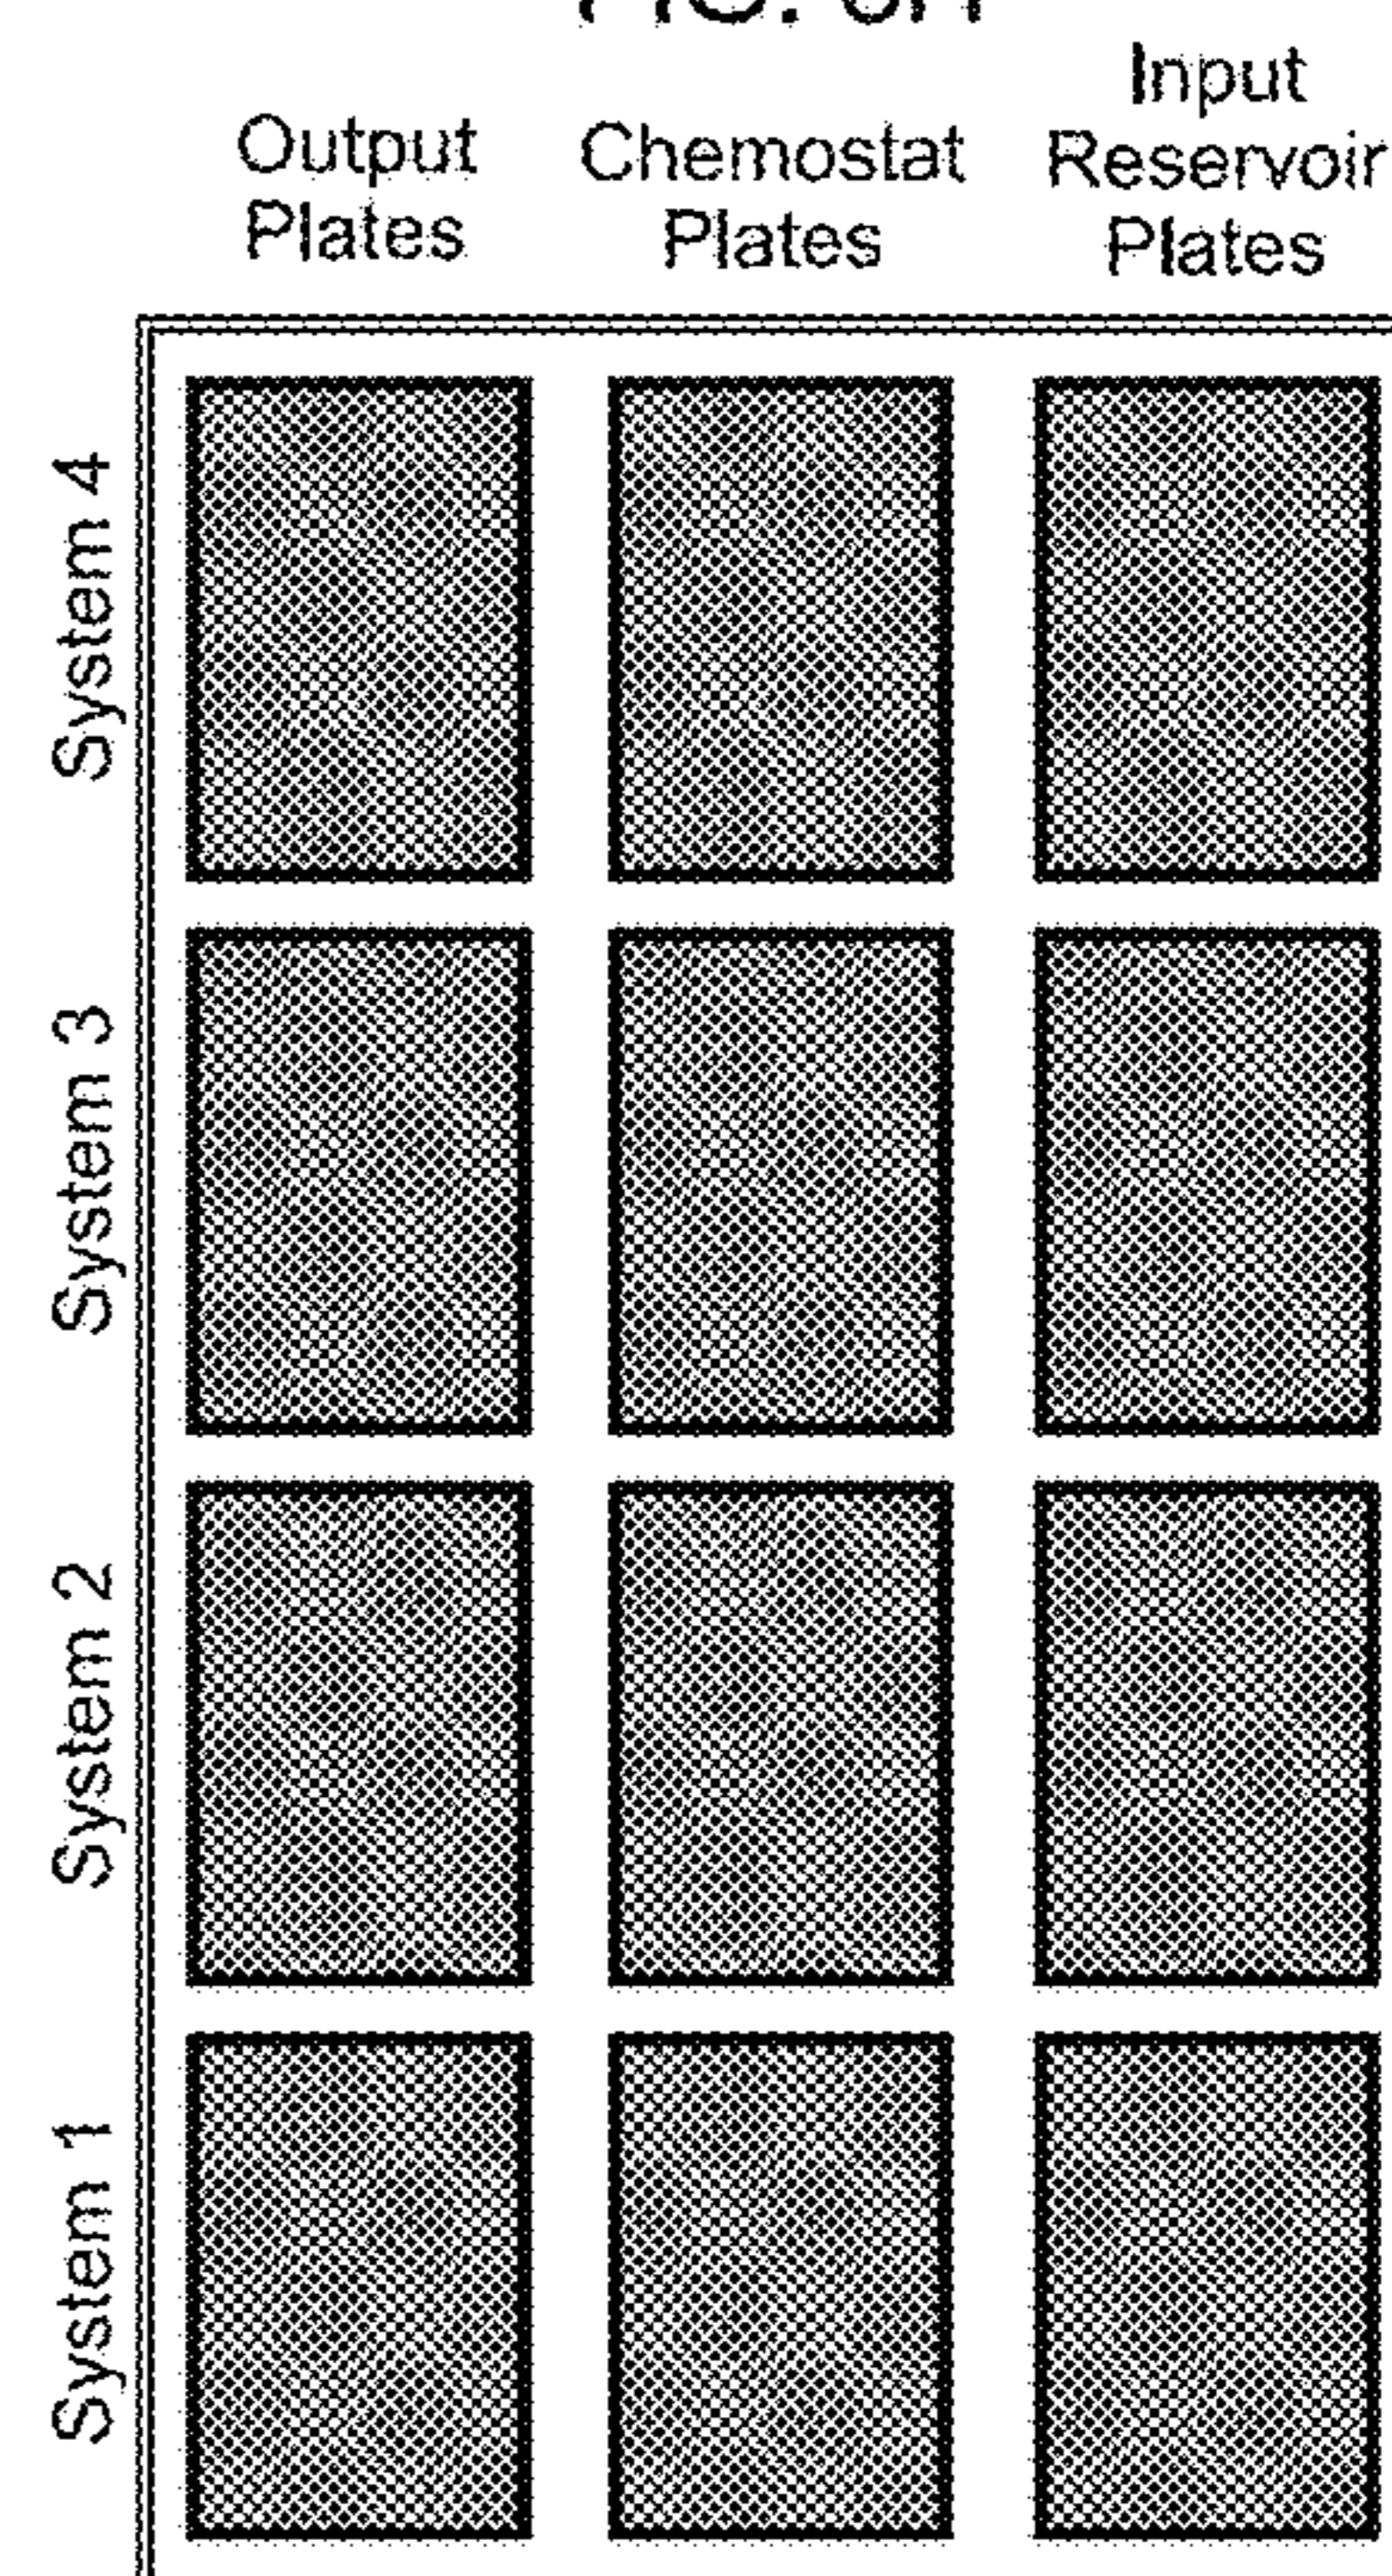 Output
Plates
Chemostat
Plates
Input
Reservoir
Plates
System 4
System 3
System 2
System 1